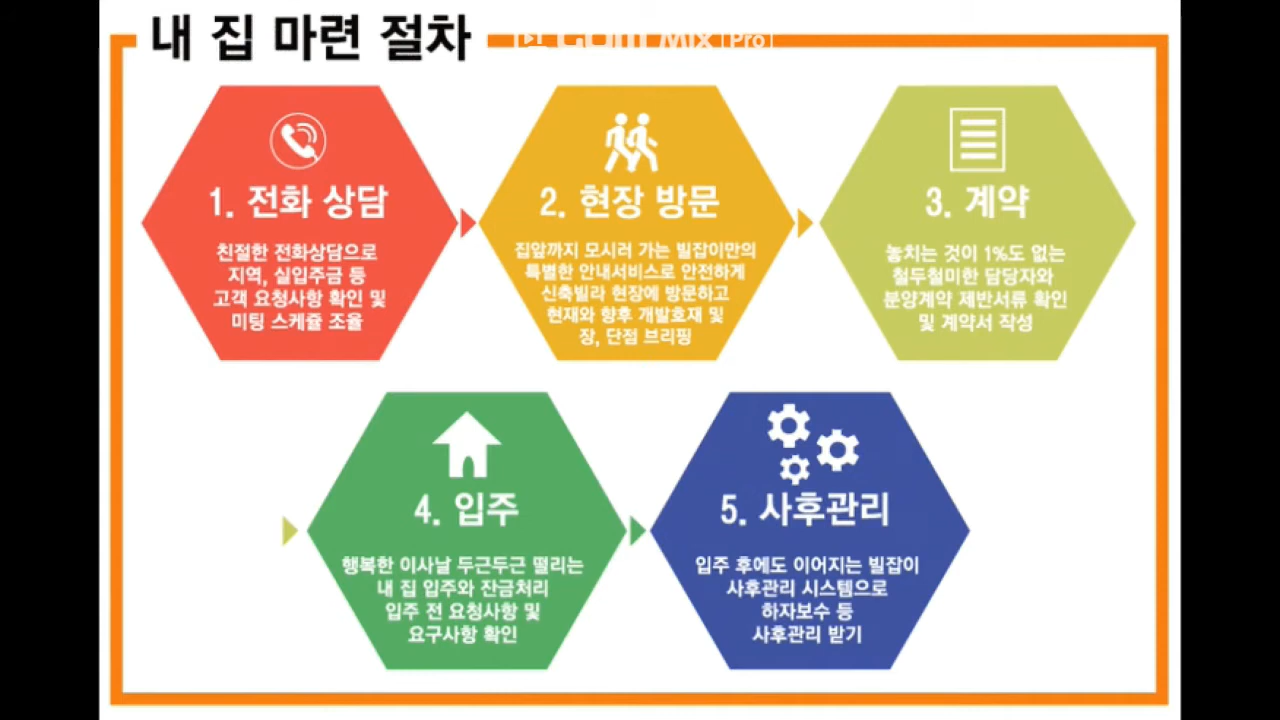 내 집 마련 절차
GOM Mix Pro
1. 전화 상담
친절한 전화상담으로
지역, 실입주금 등
고객 요청사항 확인 및
미팅 스케쥴 조율
2. 현장 방문
집앞까지 모시러 가는 빌잡이만의
특별한 안내서비스로 안전하게
신축빌라 현장에 방문하고
현재와 향후 개발호재 및
장, 단점 브리핑
3. 계약
놓치는 것이 1%도 없는
철두철미한 담당자와
분양계약 제반서류 확인
및 계약서 작성
4. 입주
행복한 이사날 두근두근 떨리는
내 집 입주와 잔금처리
입주 전 요청사항 및
요구사항 확인
5. 사후관리
입주 후에도 이어지는 빌잡이
사후관리 시스템으로
하자보수 등
사후관리 받기